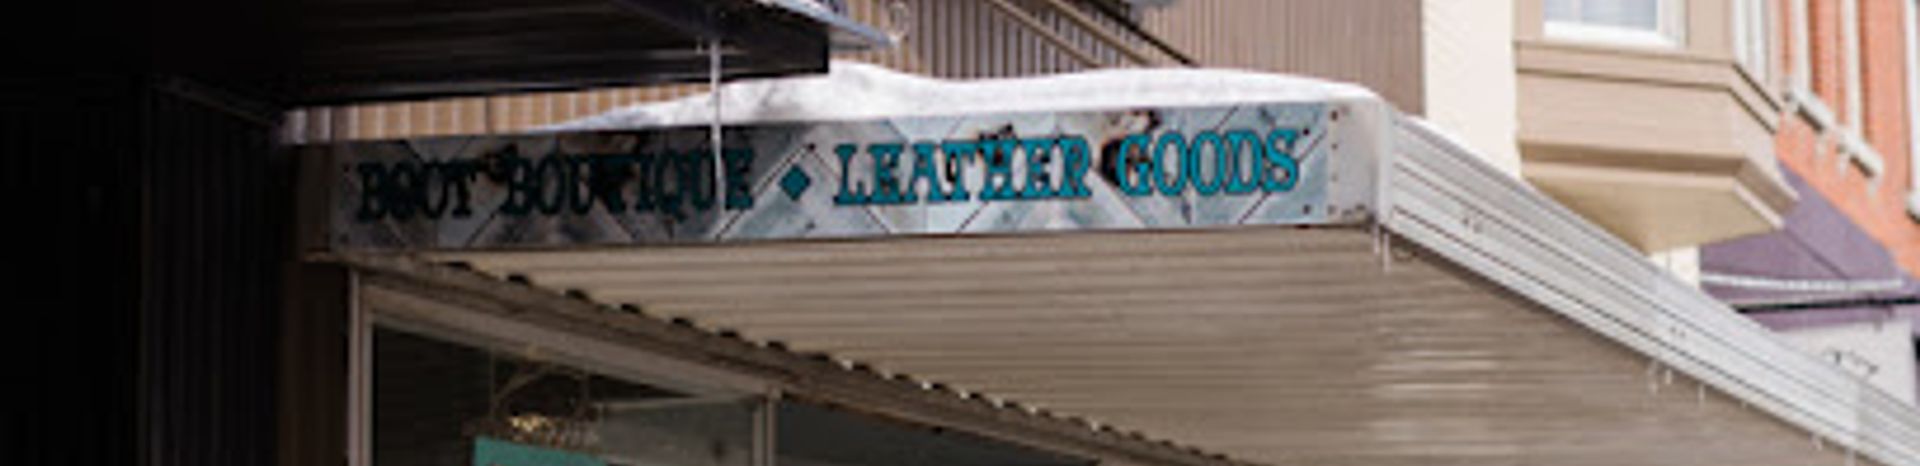 BOOT BOUTIQUE ◆ LEATHER GOODS